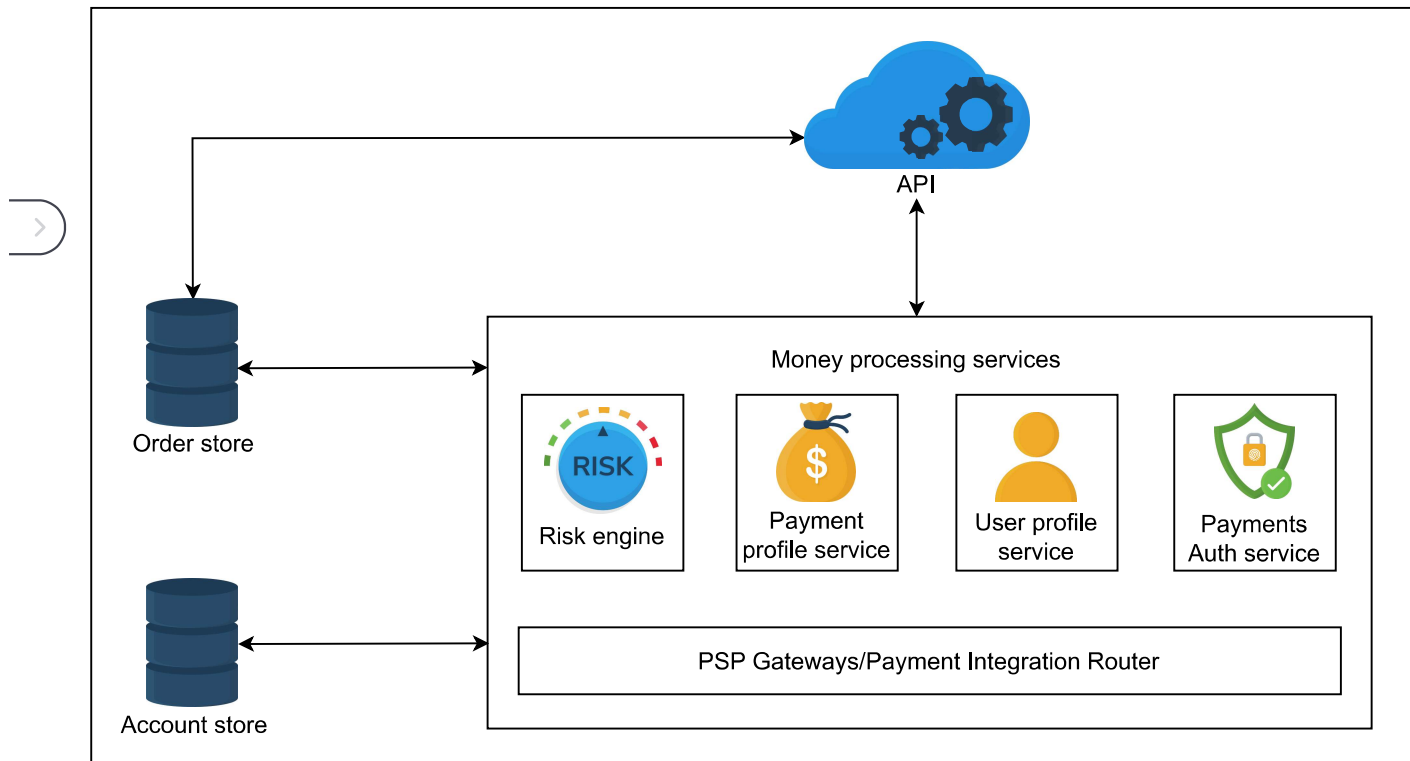 API
Order store
Money processing services
RISK
Risk engine
$
Payment
profile service
User profile
service
Payments
Auth service
Account store
PSP Gateways/Payment Integration Router